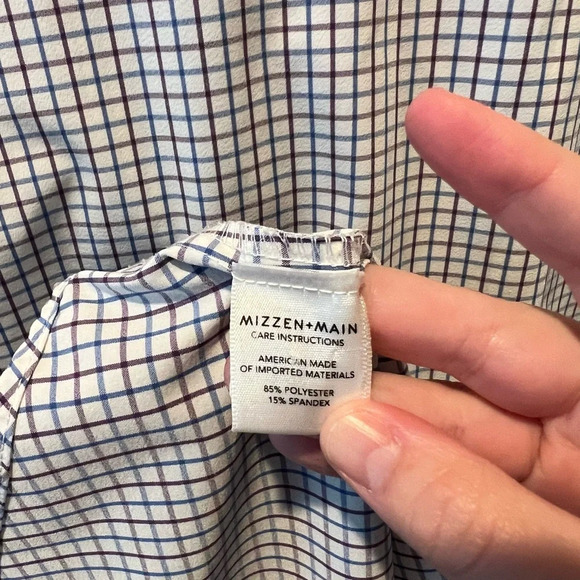 MIZZEN+MAIN
CARE INSTRUCTIONS
AMERICAN MADE
OF IMPORTED MATERIALS
85% POLYESTER
15% SPANDEX